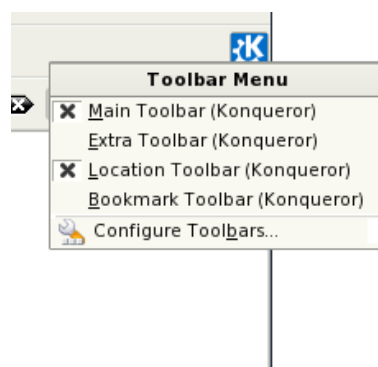 K
Toolbar Menu
Main Toolbar (Konqueror)
Extra Toolbar (Konqueror)
Location Toolbar (Konqueror)
Bookmark Toolbar (Konqueror)
Configure Toolbars...